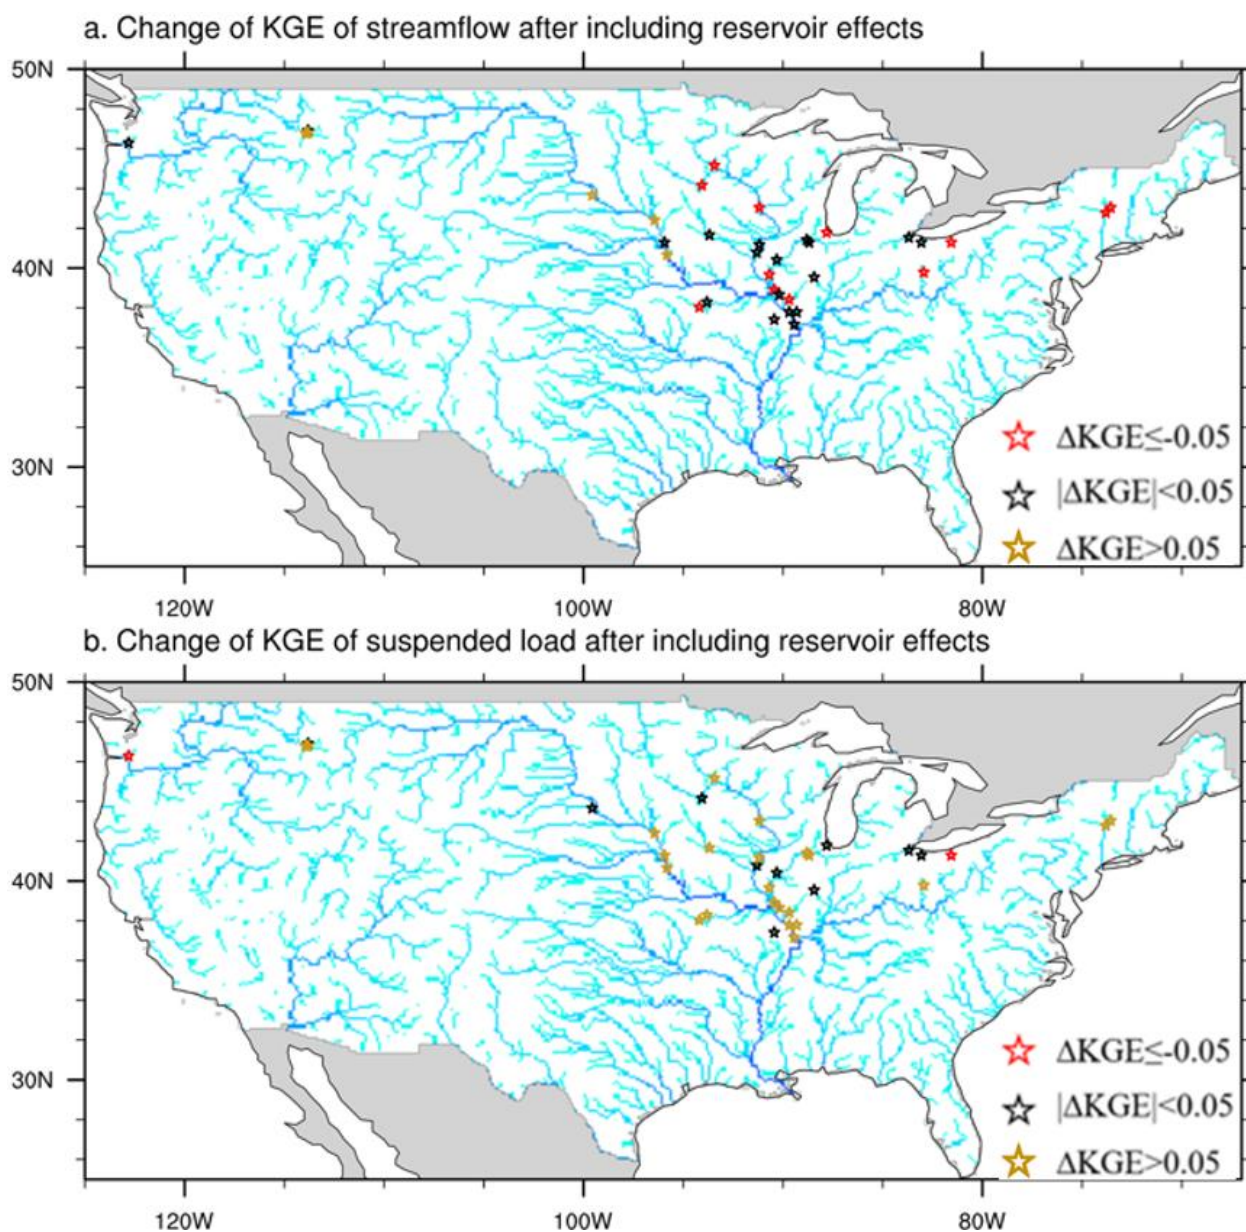 a. Change of KGE of streamflow after including reservoir effects
50N
40N
30N
ΔKGE≤-0.05
|ΔKGE|<0.05
ΔKGE>0.05
120W 100W 80W
b. Change of KGE of suspended load after including reservoir effects
50N
40N
30N
ΔKGE≤-0.05
|ΔKGE|<0.05
ΔKGE>0.05
120W 100W 80W